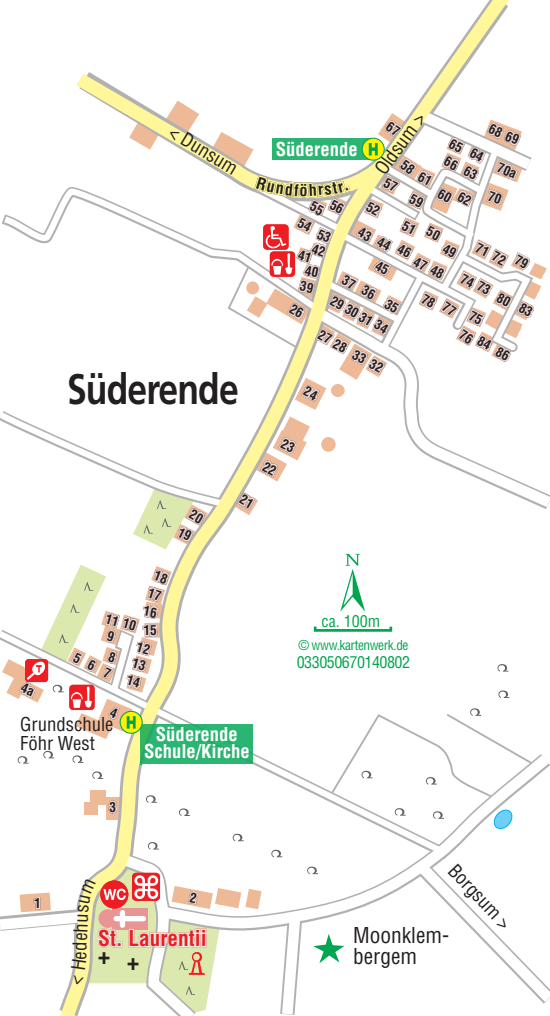 < Dunsum
Rundföhrstr.
Süderende
H
Oldsum >
67
68 69
65 64
66 63
70a
58 61
57
59
60 62
70
55 56
52
54
53
51
50
49
43 44
46 47 48
45
42
41
40
39
71 72 79
74 73 80
83
78 77
75
76 84 86
37 36 35
29 30 31 34
26
27 28
33 32
Süderende
24
23
22
21
20
19
18
17
16
15
11 10
9
12
8
13
5 6 7
14
N
ca. 100m
© www.kartenwerk.de
033050670140802
T
4a
4
H
Grundschule
Föhr West
Süderende
Schule/Kirche
3
WC
1
2
St. Laurentii
< Hedehusum
Borgsum >
Moonklem-
bergem